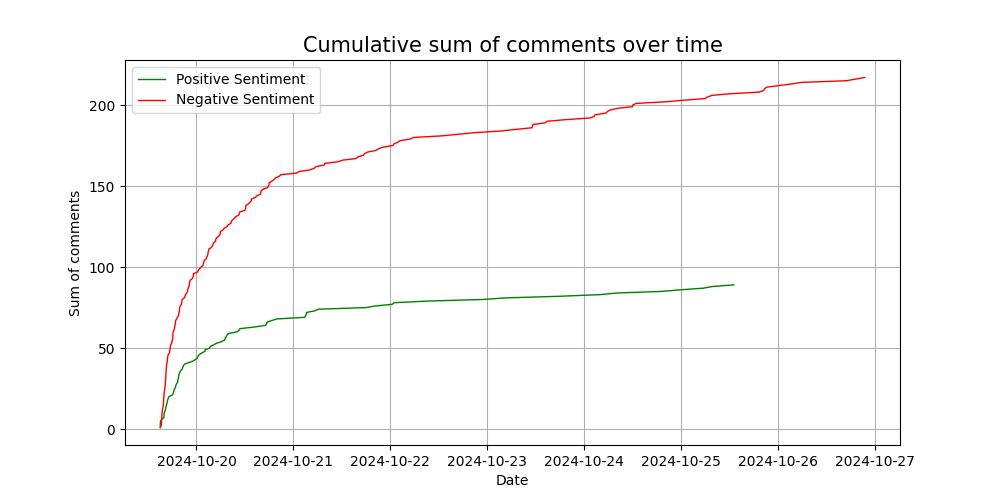 Cumulative sum of comments over time
Positive Sentiment
Negative Sentiment
200
150
100
50
0
Sum of comments
2024-10-20 2024-10-21 2024-10-22 2024-10-23 2024-10-24 2024-10-25 2024-10-26 2024-10-27
Date